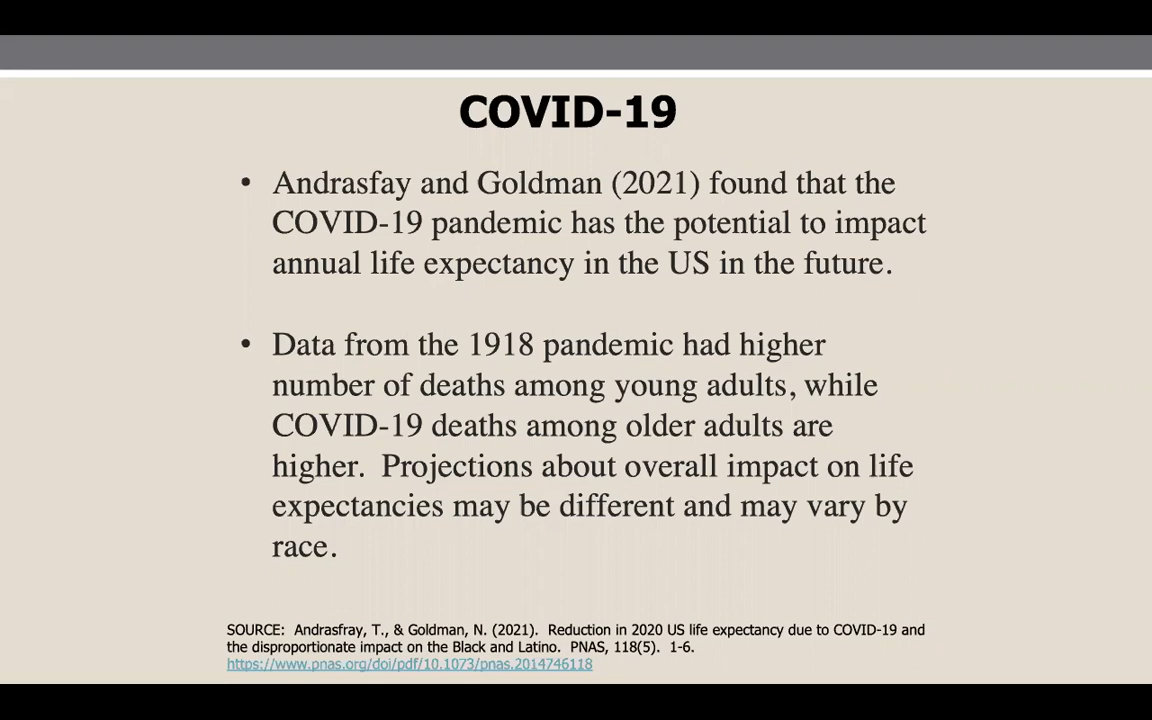 COVID-19
• Andrasfay and Goldman (2021) found that the
COVID-19 pandemic has the potential to impact
annual life expectancy in the US in the future.
• Data from the 1918 pandemic had higher
number of deaths among young adults, while
COVID-19 deaths among older adults are
higher.  Projections about overall impact on life
expectancies may be different and may vary by
race.
SOURCE:  Andrasfray, T., & Goldman, N. (2021).  Reduction in 2020 US life expectancy due to COVID-19 and
the disproportionate impact on the Black and Latino.  PNAS, 118(5).  1-6.
https://www.pnas.org/doi/pdf/10.1073/pnas.2014746118